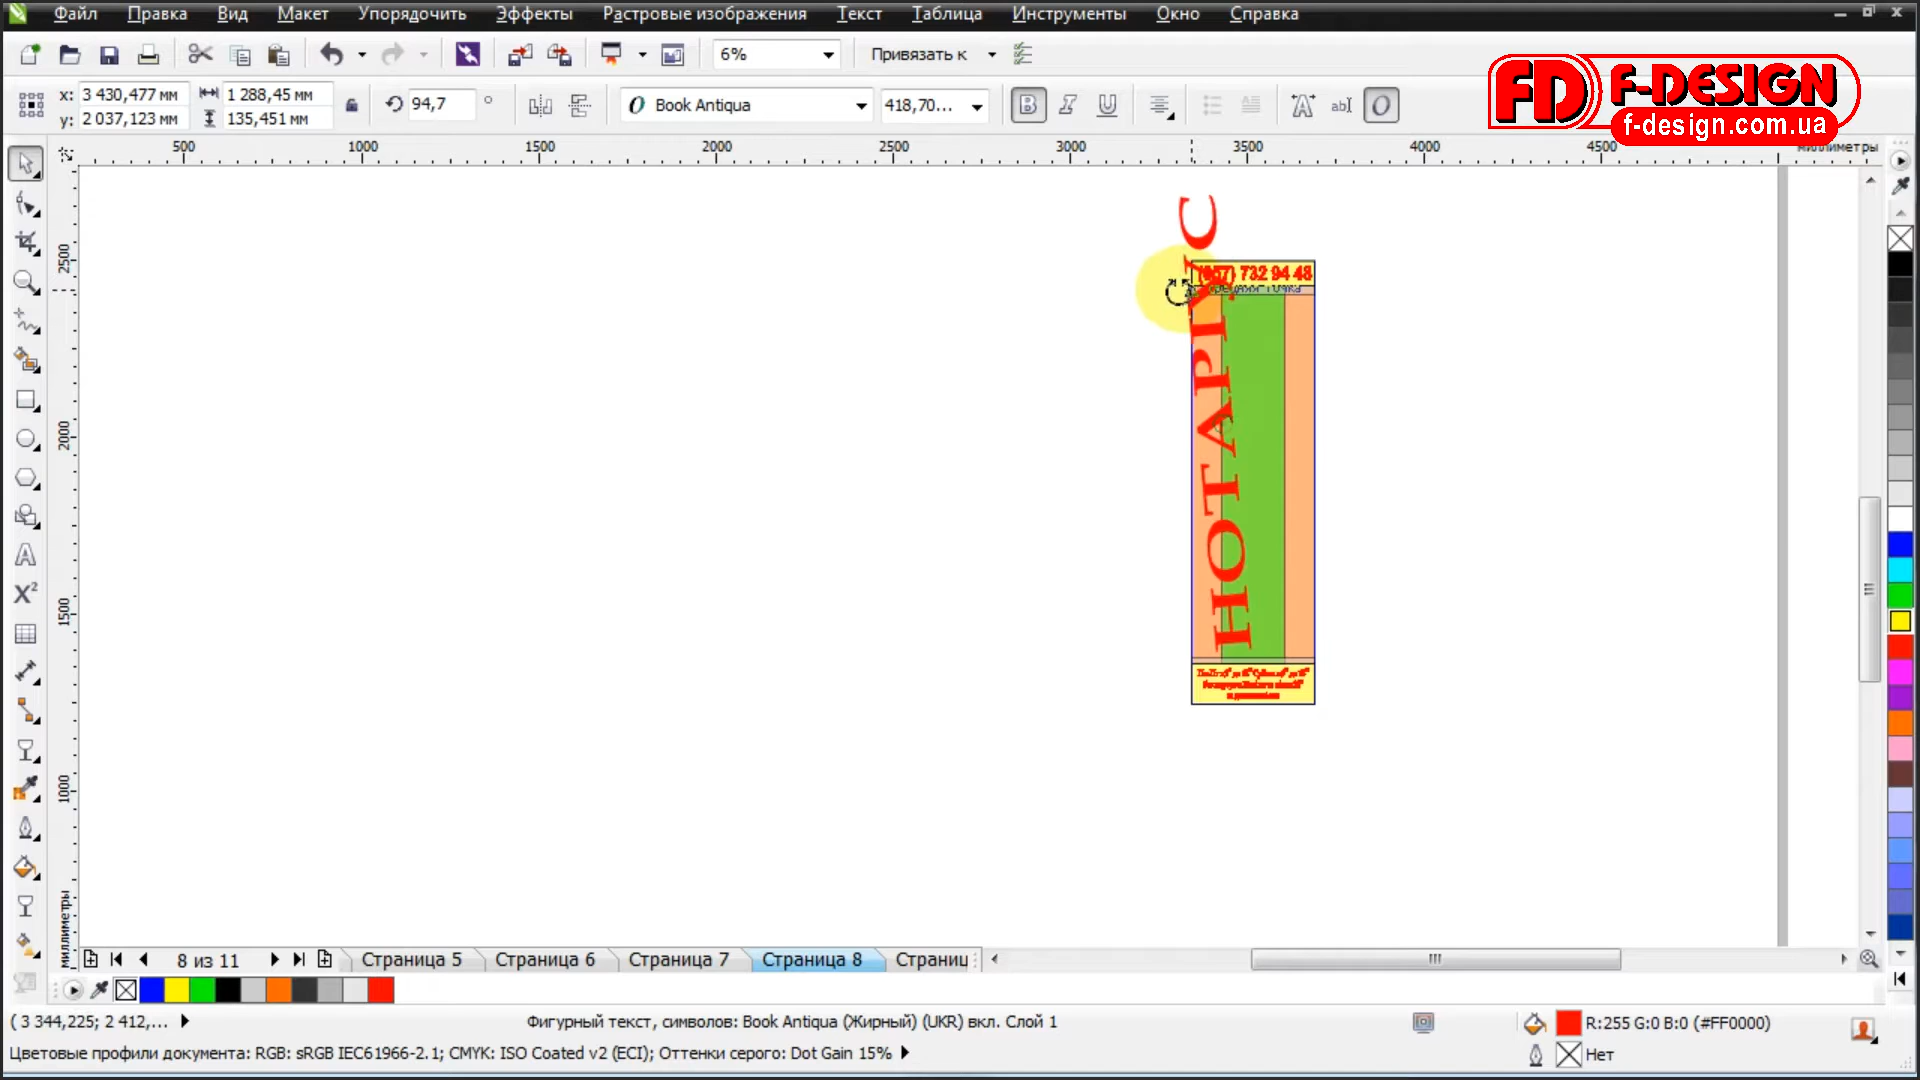 Файл Правка Вид Макет Упорядочить Эффекты Растровые изображения Текст Таблица Инструменты Окно Справка
6% Привязать к
FD F-DESIGN
f-design.com.ua
x: 3 430,477 мм 1 288,45 мм 94,7 ° O Book Antiqua 418,70...
y: 2 037,123 мм 135,451 мм
500 1000 1500 2000 2500 3000 3500 4000 4500 миллиметры
2500
2000
1500
1000
миллиметры
732 94 48
НОТАРІУС
8 из 11 Страница 5 Страница 6 Страница 7 Страница 8 Страниц
( 3 344,225; 2 412,... Фигурный текст, символов: Book Antiqua (Жирный) (UKR) вкл. Слой 1 R:255 G:0 B:0 (#FF0000)
Цветовые профили документа: RGB: sRGB IEC61966-2.1; CMYK: ISO Coated v2 (ECI); Оттенки серого: Dot Gain 15% Нет